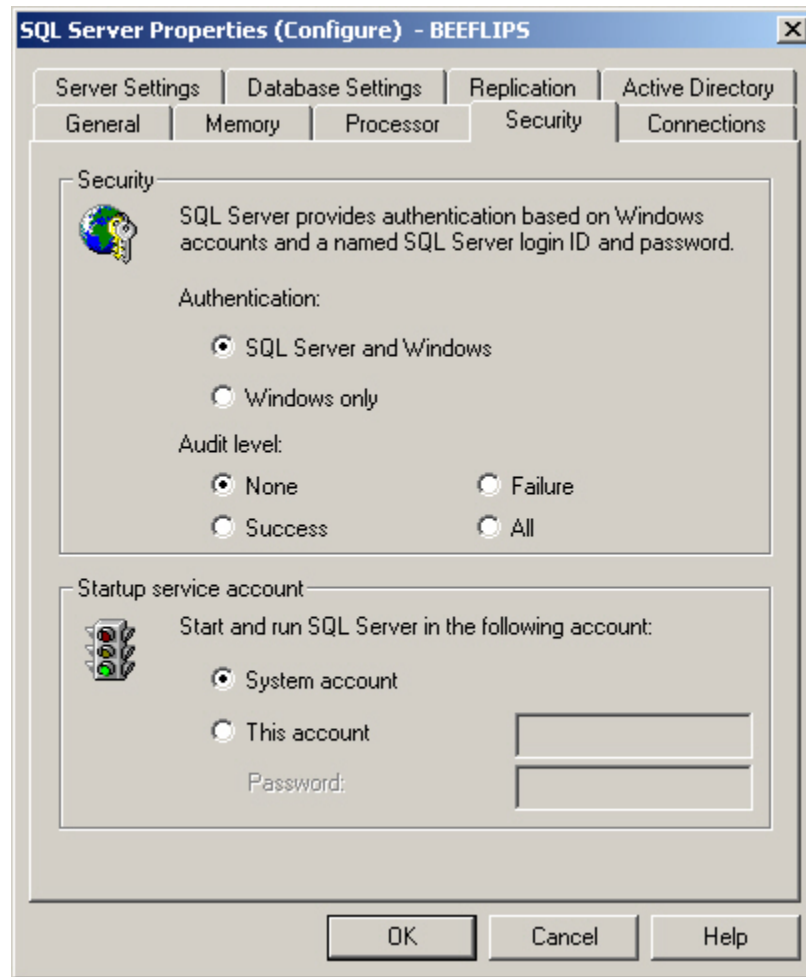 SQL Server Properties (Configure) - BEEFLIPS
Server Settings Database Settings Replication Active Directory
General Memory Processor Security Connections
Security
SQL Server provides authentication based on Windows
accounts and a named SQL Server login ID and password.
Authentication:
SQL Server and Windows
Windows only
Audit level:
None Failure
Success All
Startup service account
Start and run SQL Server in the following account:
System account
This account
Password:
OK Cancel Help